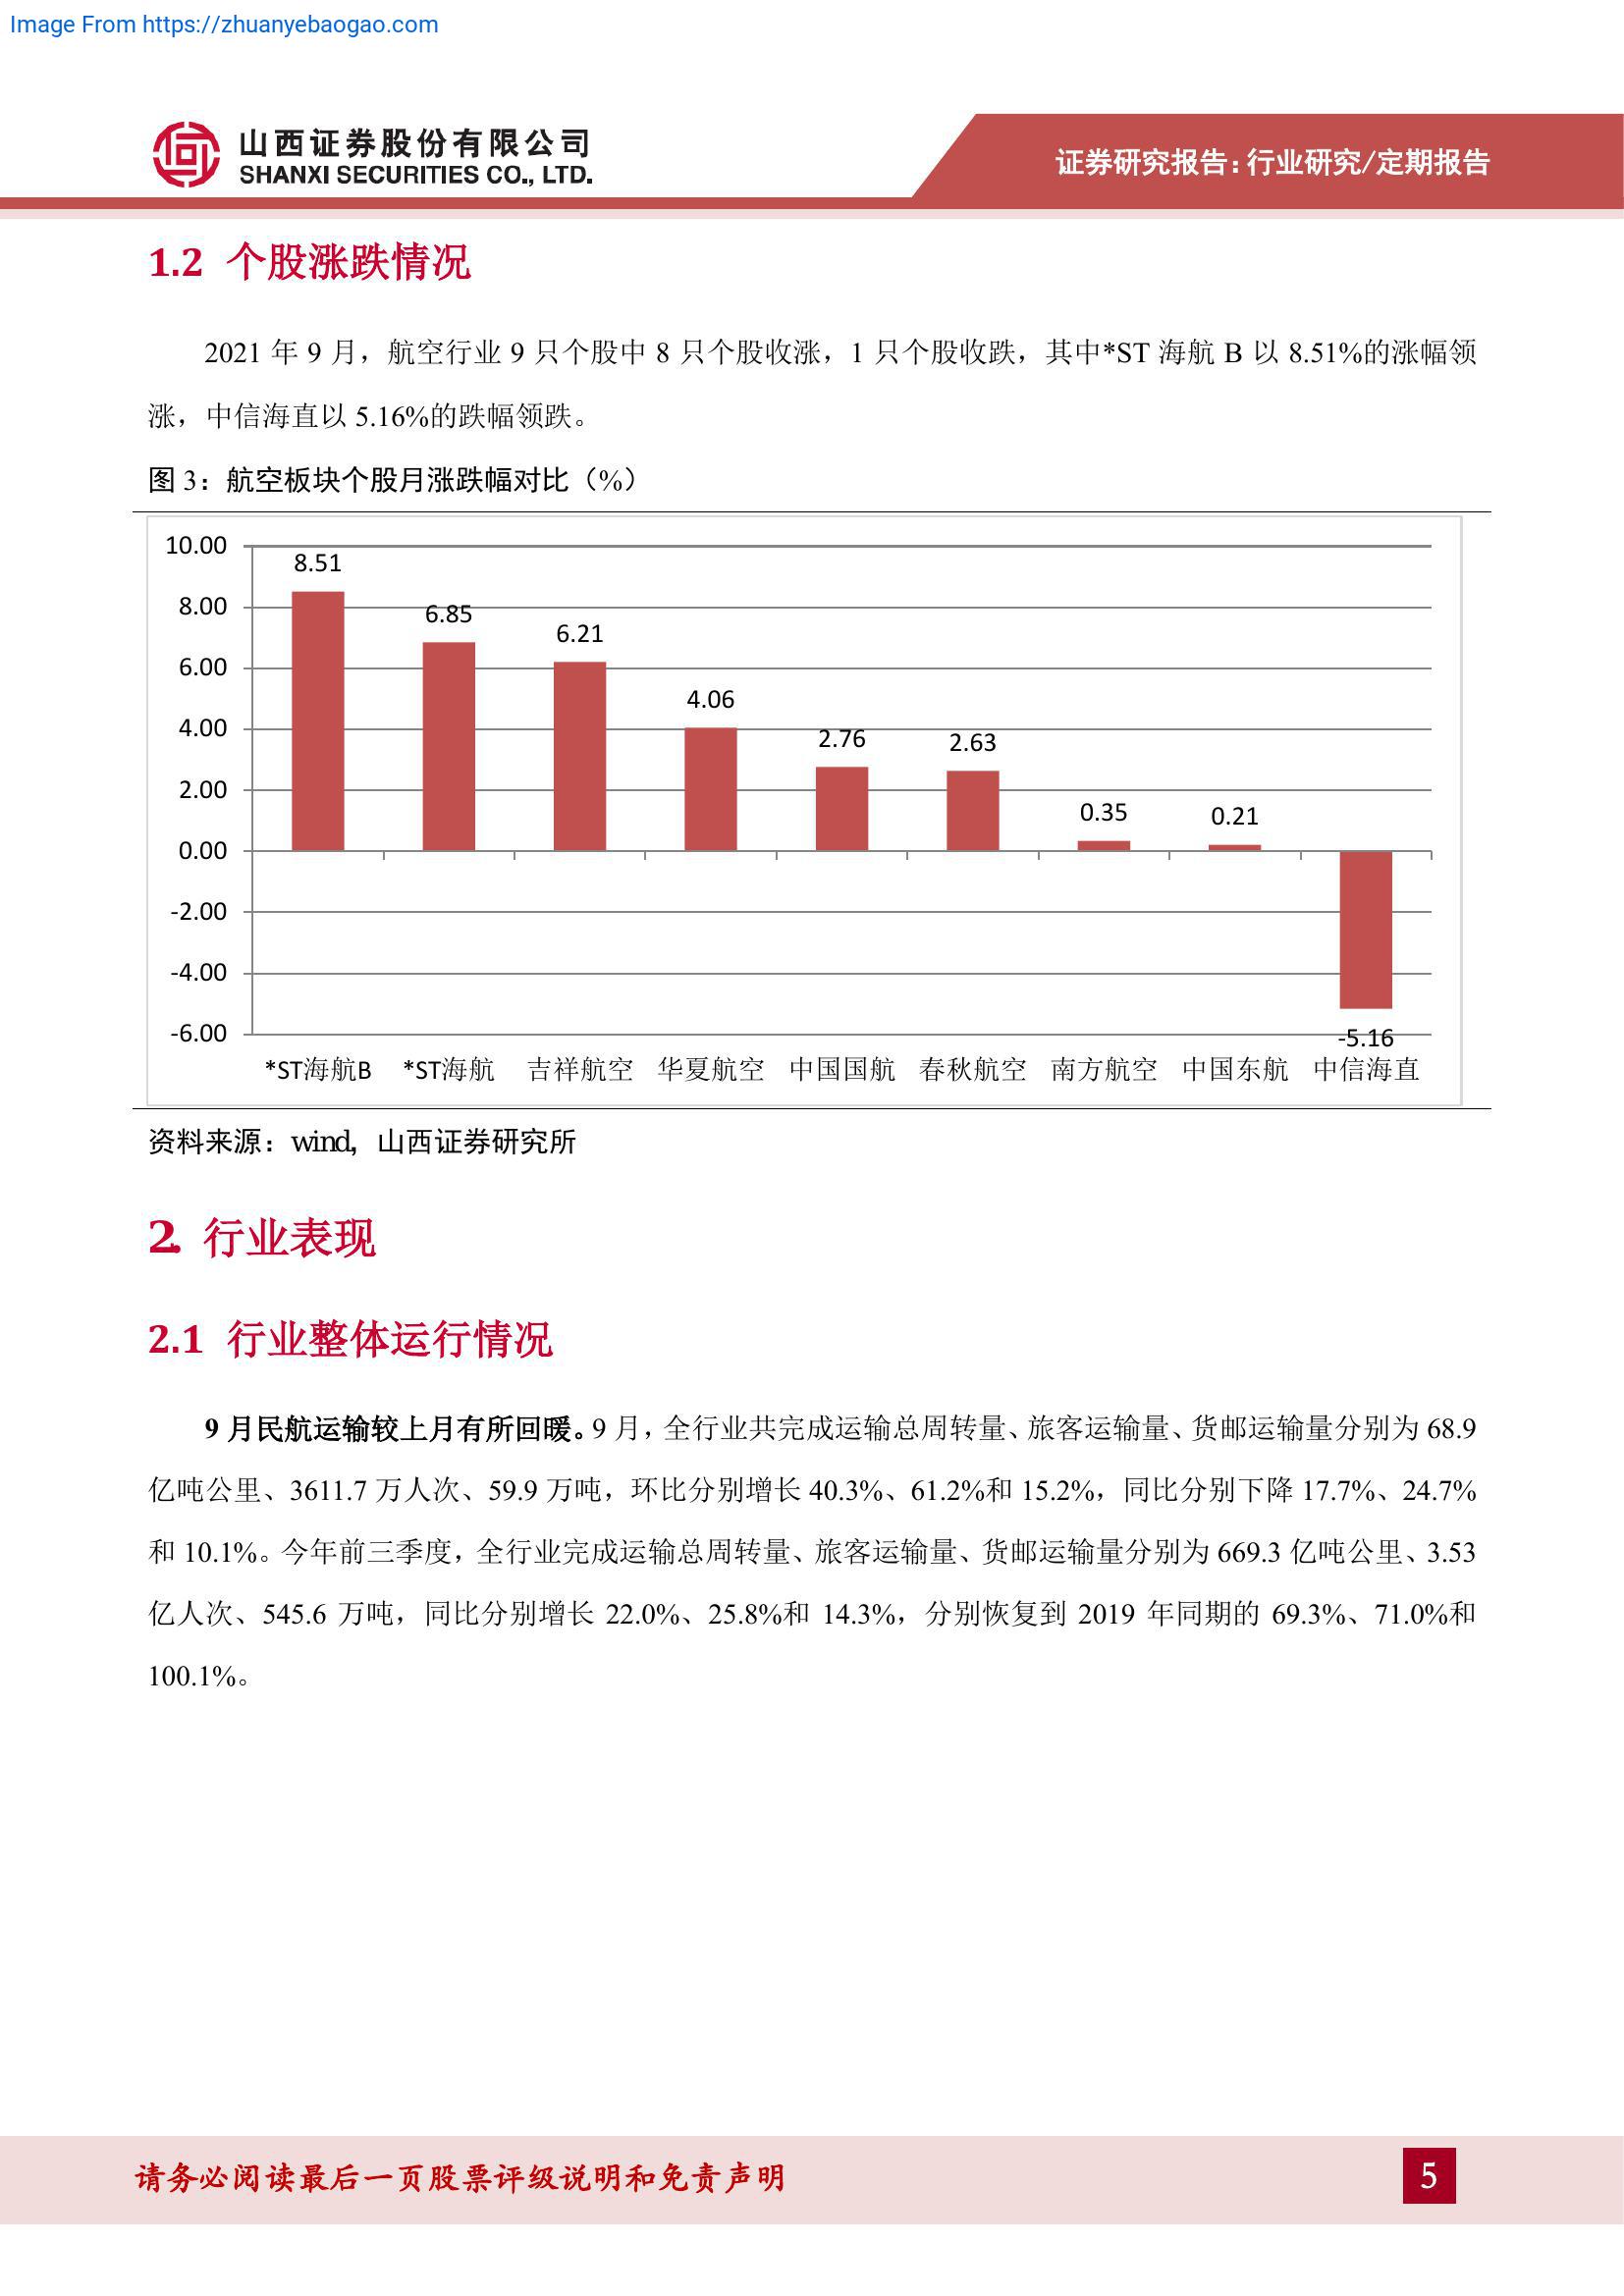 Image From https://zhuanyebaogao.com
山西证券股份有限公司
SHANXI SECURITIES CO., LTD.
证券研究报告：行业研究/定期报告
1.2 个股涨跌情况
2021 年 9 月，航空行业 9 只个股中 8 只个股收涨，1 只个股收跌，其中*ST 海航 B 以 8.51%的涨幅领
涨，中信海直以 5.16%的跌幅领跌。
图 3：航空板块个股月涨跌幅对比（%）
10.00
8.00
6.00
4.00
2.00
0.00
-2.00
-4.00
-6.00
8.51
6.85
6.21
4.06
2.76
2.63
0.35
0.21
-5.16
*ST海航B *ST海航 吉祥航空 华夏航空 中国国航 春秋航空 南方航空 中国东航 中信海直
资料来源：wind，山西证券研究所
2. 行业表现
2.1 行业整体运行情况
9 月民航运输较上月有所回暖。9 月，全行业共完成运输总周转量、旅客运输量、货邮运输量分别为 68.9
亿吨公里、3611.7 万人次、59.9 万吨，环比分别增长 40.3%、61.2%和 15.2%，同比分别下降 17.7%、24.7%
和 10.1%。今年前三季度，全行业完成运输总周转量、旅客运输量、货邮运输量分别为 669.3 亿吨公里、3.53
亿人次、545.6 万吨，同比分别增长 22.0%、25.8%和 14.3%，分别恢复到 2019 年同期的 69.3%、71.0%和
100.1%。
请务必阅读最后一页股票评级说明和免责声明
5